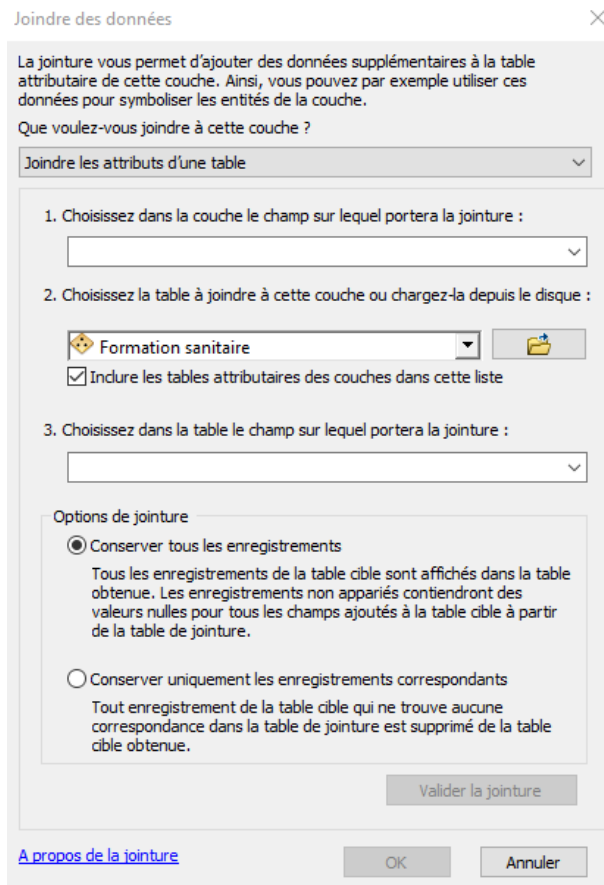 Joindre des données
La jointure vous permet d'ajouter des données supplémentaires à la table
attributaire de cette couche. Ainsi, vous pouvez par exemple utiliser ces
données pour symboliser les entités de la couche.
Que voulez-vous joindre à cette couche ?
Joindre les attributs d'une table
1. Choisissez dans la couche le champ sur lequel portera la jointure :
2. Choisissez la table à joindre à cette couche ou chargez-la depuis le disque :
Formation sanitaire
Inclure les tables attributaires des couches dans cette liste
3. Choisissez dans la table le champ sur lequel portera la jointure :
Options de jointure
Conserver tous les enregistrements
Tous les enregistrements de la table cible sont affichés dans la table
obtenue. Les enregistrements non appariés contiendront des
valeurs nulles pour tous les champs ajoutés à la table cible à partir
de la table de jointure.
Conserver uniquement les enregistrements correspondants
Tout enregistrement de la table cible qui ne trouve aucune
correspondance dans la table de jointure est supprimé de la table
cible obtenue.
Valider la jointure
A propos de la jointure
OK
Annuler